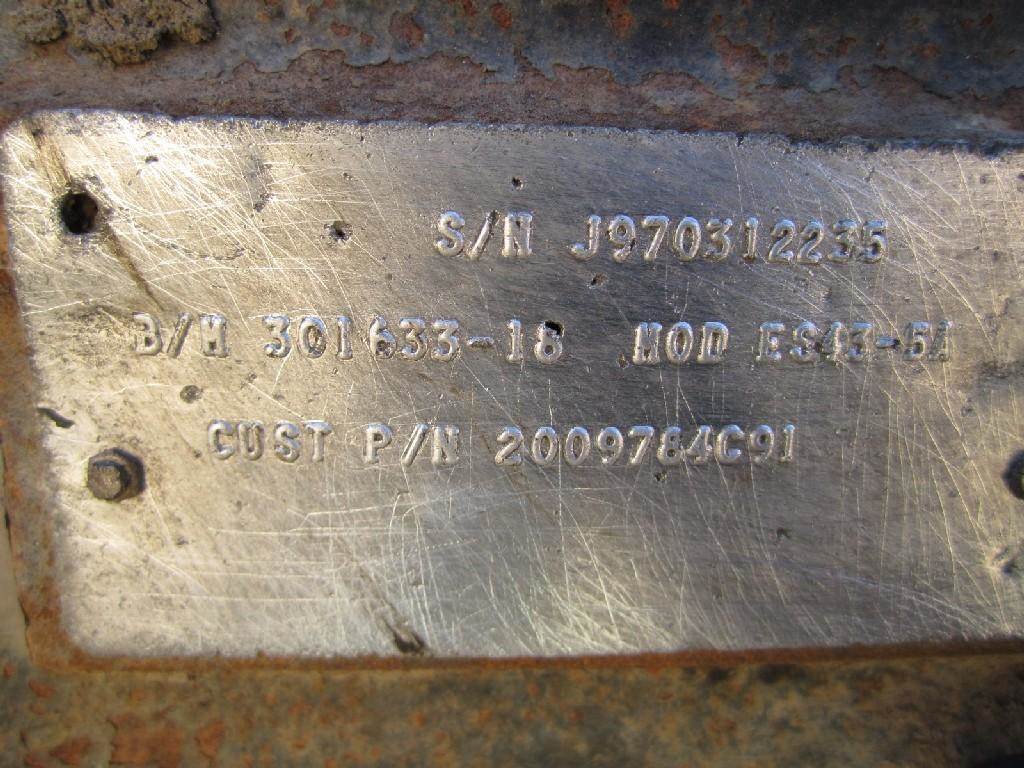 S/N J970312235
B/M 301633-18 MOD ES43-5A
CUST P/N 2009784C91